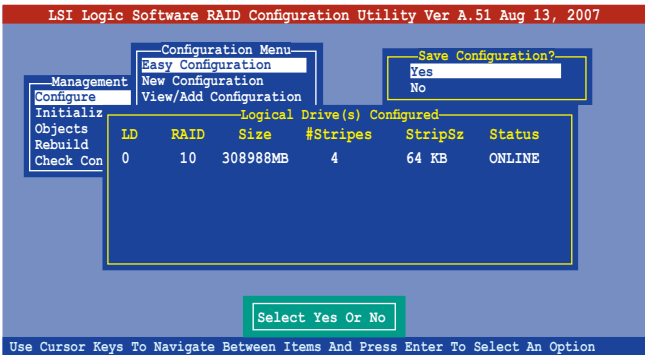 LSI Logic Software RAID Configuration Utility Ver A.51 Aug 13, 2007
Configuration Menu
Easy Configuration
New Configuration
View/Add Configuration
Save Configuration?
Yes
No
Management
Configure
Initializ
Objects
Rebuild
Check Con
Logical Drive(s) Configured
LD RAID Size #Stripes StripSz Status
0 10 308988MB 4 64 KB ONLINE
Select Yes Or No
Use Cursor Keys To Navigate Between Items And Press Enter To Select An Option